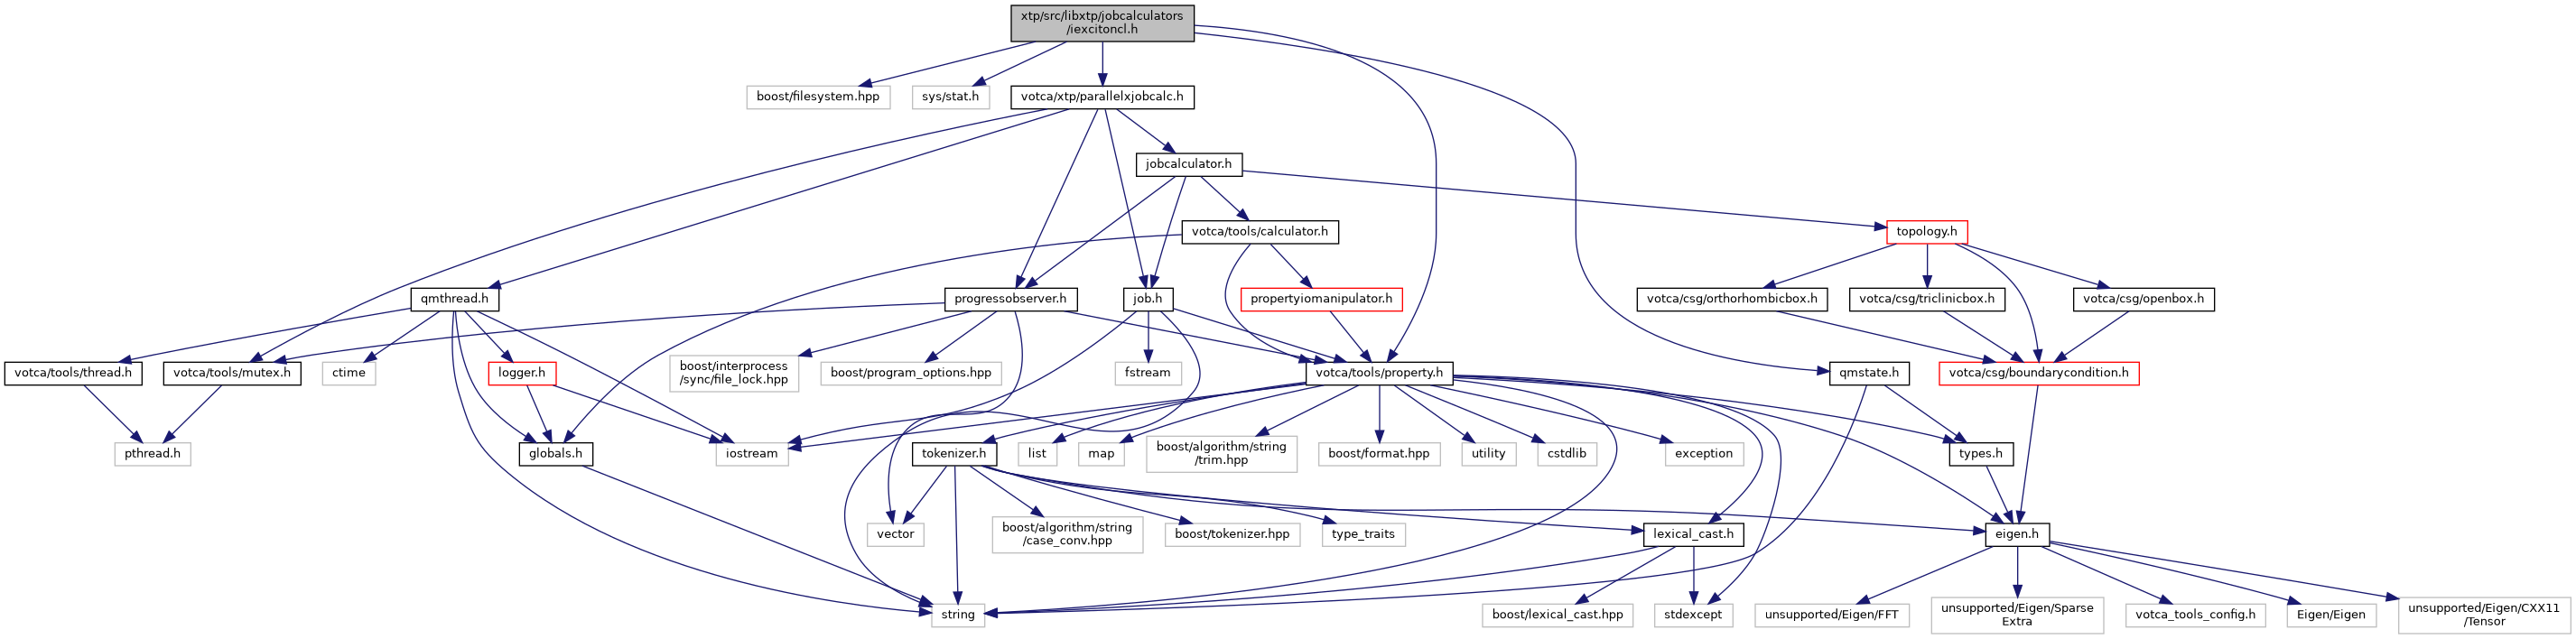 xtp/src/libxtp/jobcalculators
/iexcitoncl.h
boost/filesystem.hpp
sys/stat.h
votca/xtp/parallelxjobcalc.h
jobcalculator.h
votca/tools/calculator.h
topology.h
qmthread.h
progressobserver.h
job.h
propertyiomanipulator.h
votca/csg/orthorhombicbox.h
votca/csg/triclinicbox.h
votca/csg/openbox.h
votca/tools/thread.h
votca/tools/mutex.h
ctime
logger.h
boost/interprocess
/sync/file_lock.hpp
boost/program_options.hpp
fstream
votca/tools/property.h
qmstate.h
votca/csg/boundarycondition.h
pthread.h
globals.h
iostream
tokenizer.h
list
map
boost/algorithm/string
/trim.hpp
boost/format.hpp
utility
cstdlib
exception
types.h
vector
boost/algorithm/string
/case_conv.hpp
boost/tokenizer.hpp
type_traits
lexical_cast.h
eigen.h
string
boost/lexical_cast.hpp
stdexcept
unsupported/Eigen/FFT
unsupported/Eigen/Sparse
Extra
votca_tools_config.h
Eigen/Eigen
unsupported/Eigen/CXX11
/Tensor